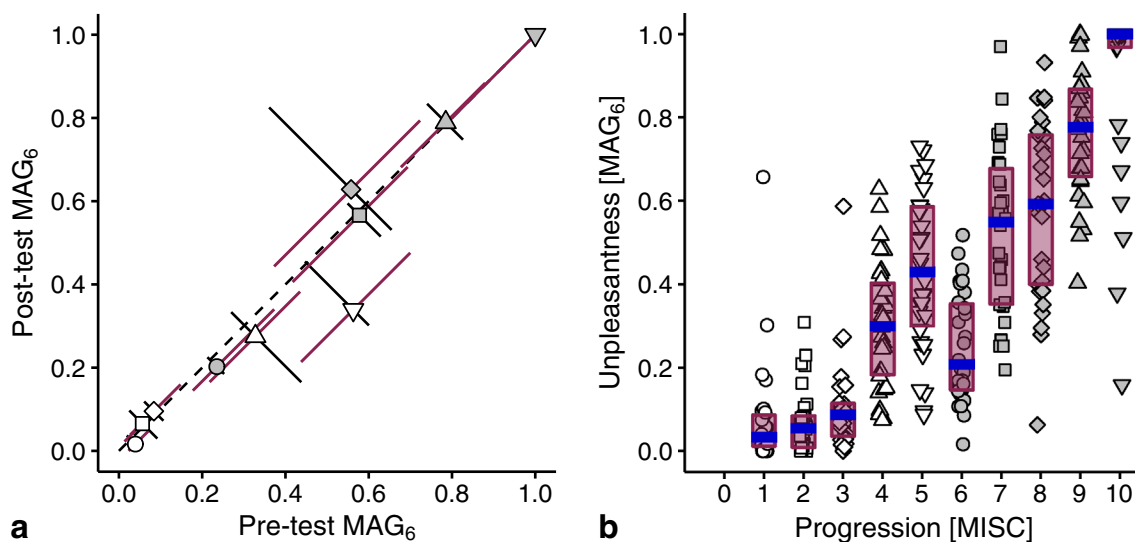 1.0
0.8
0.6
0.4
0.2
0.0
Post-test MAG6
0.0 0.2 0.4 0.6 0.8 1.0
Pre-test MAG6
a
1.0
0.8
0.6
0.4
0.2
0.0
Unpleasantness [MAG6]
0 1 2 3 4 5 6 7 8 9 10
Progression [MISC]
b